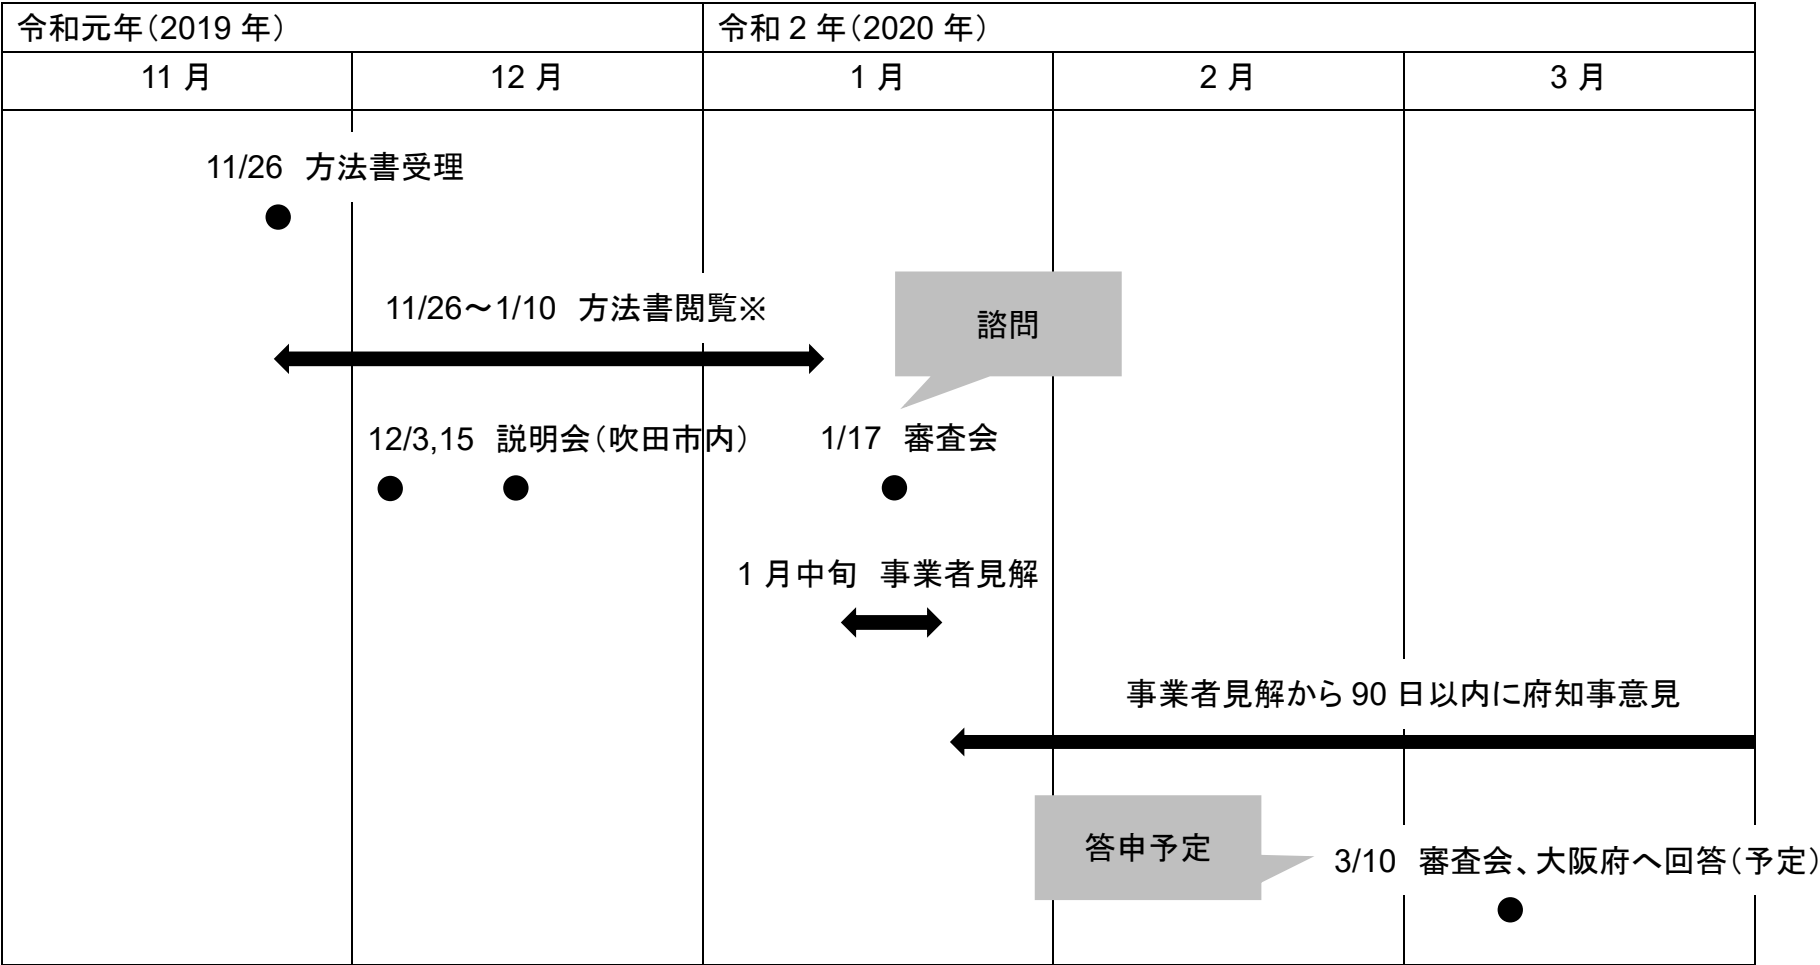 令和元年（2019 年）
令和 2 年（2020 年）
11 月
12 月
1 月
2 月
3 月
11/26　方法書受理
11/26～1/10　方法書閲覧※
諮問
12/3,15　説明会（吹田市内）
1/17　審査会
1 月中旬　事業者見解
事業者見解から 90 日以内に府知事意見
答申予定
3/10　審査会、大阪府へ回答（予定）